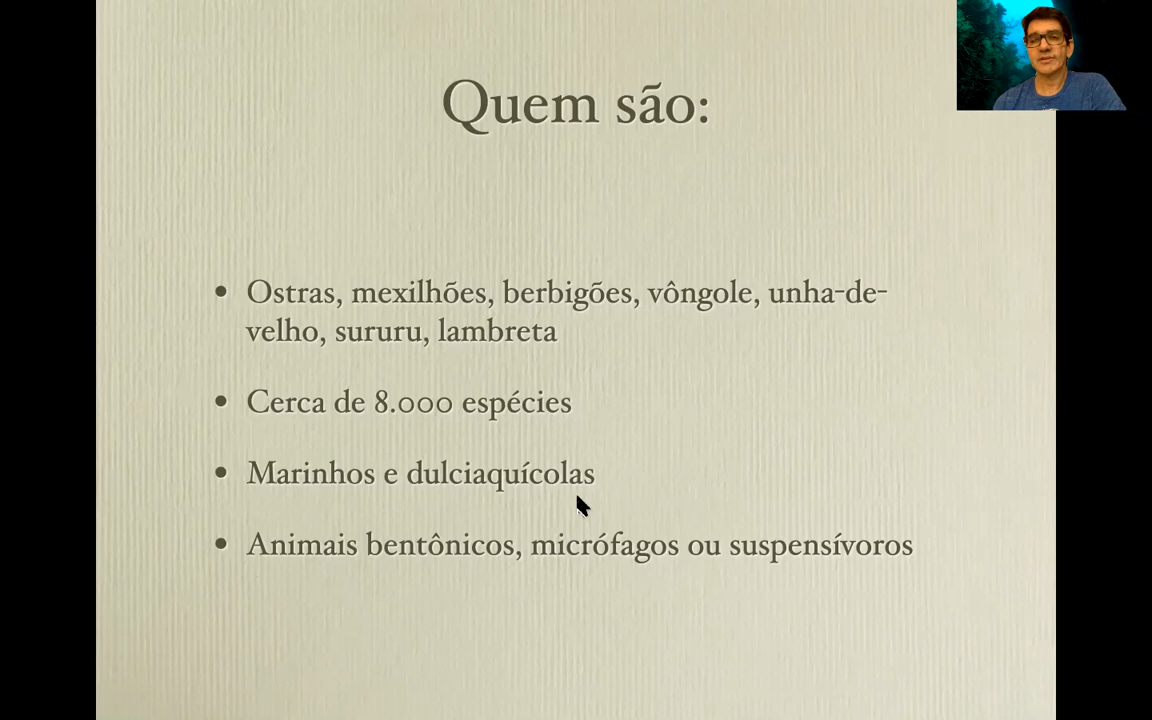 Quem são:
• Ostras, mexilhões, berbigões, vôngole, unha-de-
velho, sururu, lambreta
• Cerca de 8.000 espécies
• Marinhos e dulciaquícolas
• Animais bentônicos, micrófagos ou suspensívoros